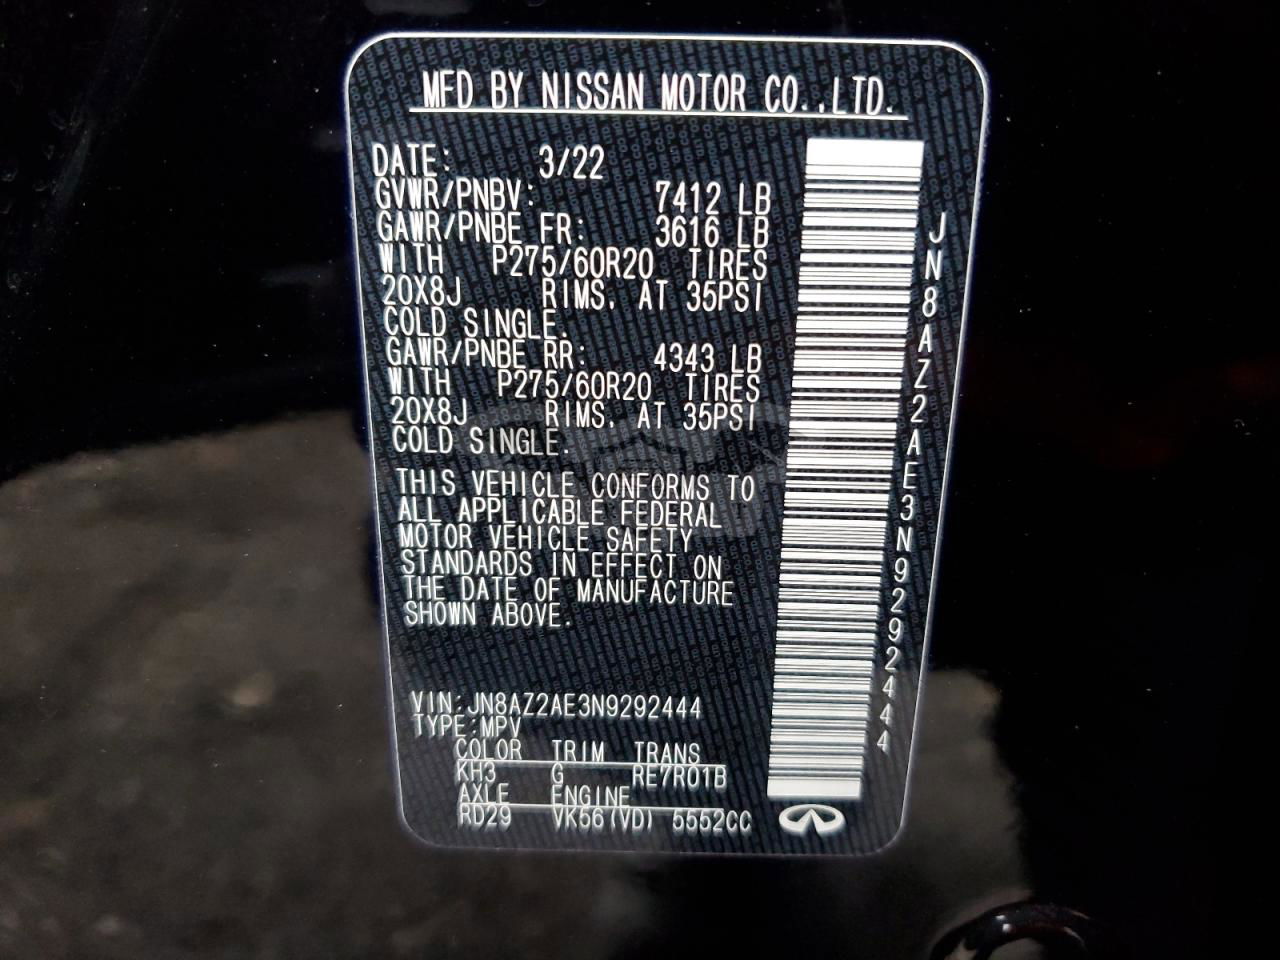 MFD BY NISSAN MOTOR CO.,LTD.
DATE: 3/22
GVWR/PNBV: 7412 LB
GAWR/PNBE FR: 3616 LB
WITH P275/60R20 TIRES
20X8J RIMS, AT 35PSI
COLD SINGLE.
GAWR/PNBE RR: 4343 LB
WITH P275/60R20 TIRES
20X8J RIMS, AT 35PSI
COLD SINGLE.
THIS VEHICLE CONFORMS TO
ALL APPLICABLE FEDERAL
MOTOR VEHICLE SAFETY
STANDARDS IN EFFECT ON
THE DATE OF MANUFACTURE
SHOWN ABOVE.
VIN:JN8AZ2AE3N9292444
TYPE:MPV
COLOR TRIM TRANS
KH3 G RE7R01B
AXLE ENGINE
RD29 VK56(VD) 5552CC
JN8AZ2AE3N9292444